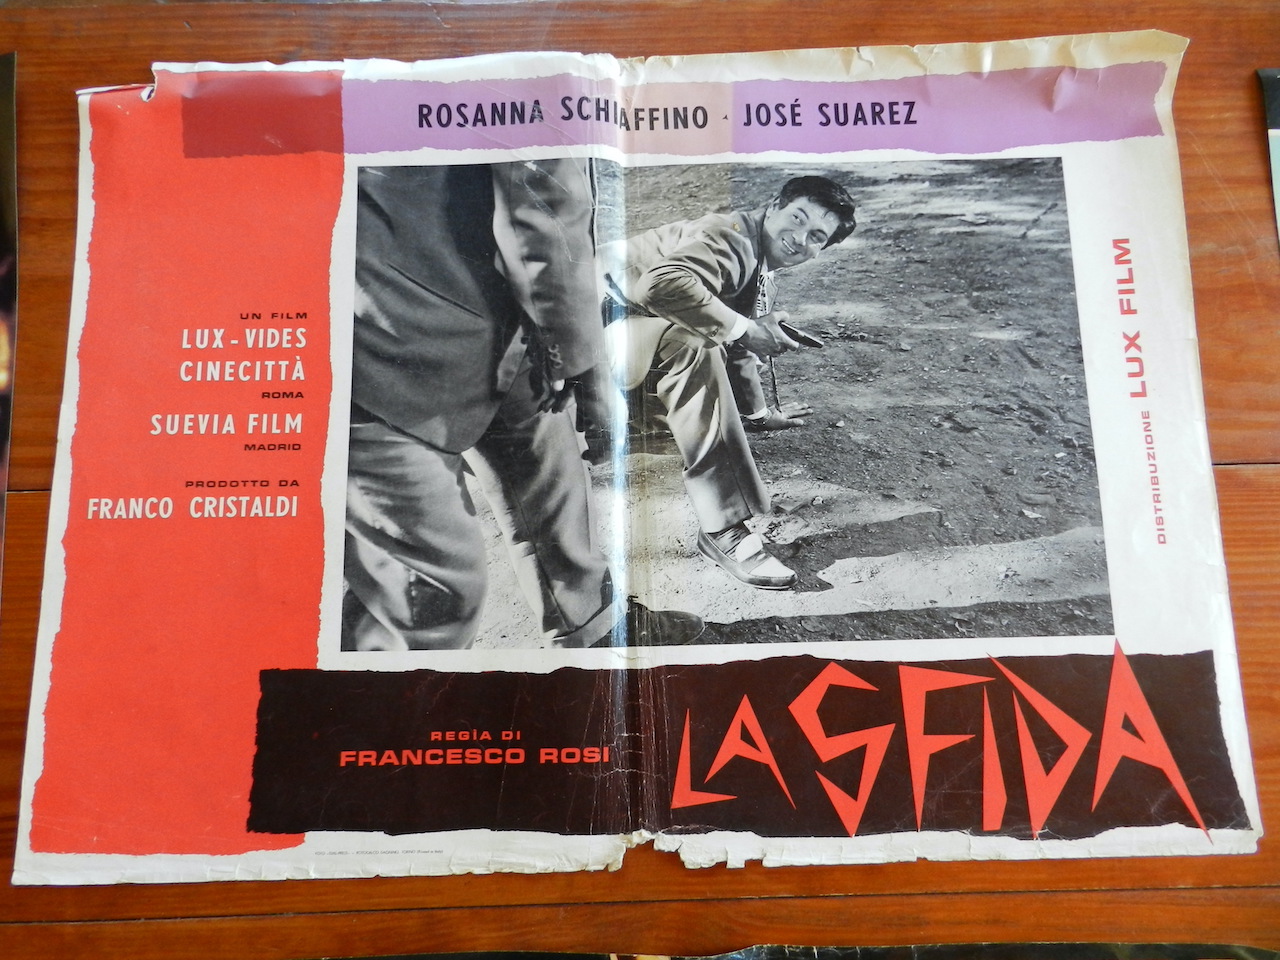 ROSANNA SCHIAFFINO - JOSÉ SUAREZ
UN FILM
LUX - VIDES
CINECITTÀ
ROMA
SUEVIA FILM
MADRID
PRODOTTO DA
FRANCO CRISTALDI
DISTRIBUZIONE LUX FILM
REGÌA DI
FRANCESCO ROSI
LA SFIDA